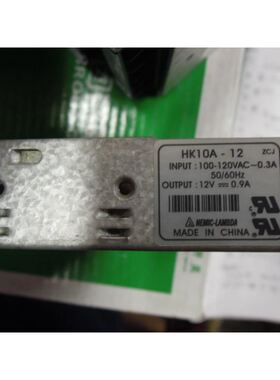 HK10A - 12 ZCJ
INPUT : 100-120VAC~0.3A
50/60Hz
OUTPUT : 12V ⎓ 0.9A
NEMIC-LAMBDA
MADE IN CHINA